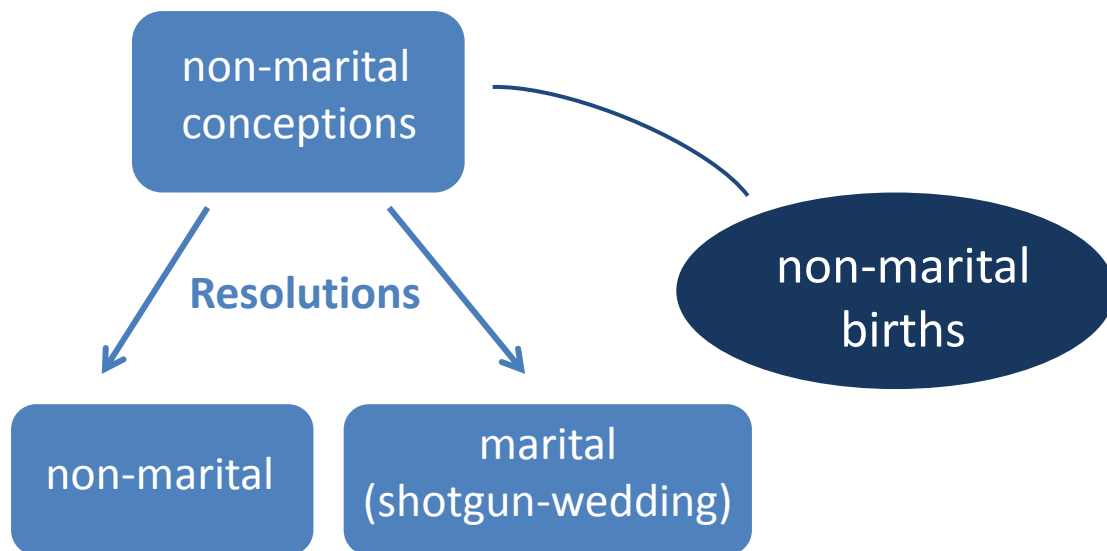 non-marital
conceptions
Resolutions
non-marital
births
non-marital
marital
(shotgun-wedding)